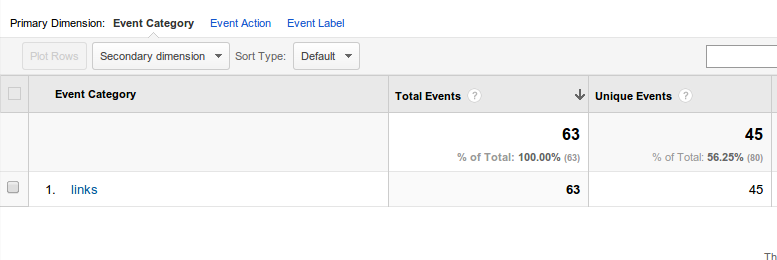 Primary Dimension: Event Category Event Action Event Label
Plot Rows Secondary dimension Sort Type: Default
Event Category Total Events ? Unique Events ?
63 45
% of Total: 100.00% (63) % of Total: 56.25% (80)
1. links 63 45
Th